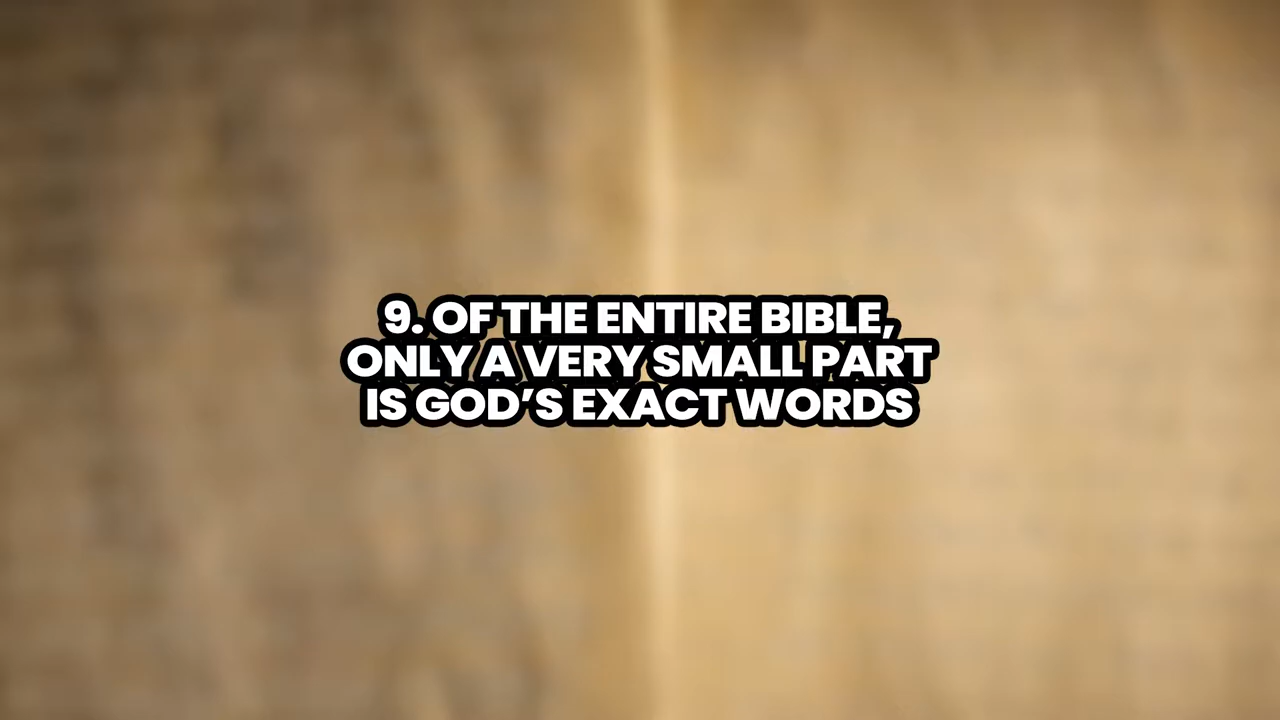 9. OF THE ENTIRE BIBLE,
ONLY A VERY SMALL PART
IS GOD’S EXACT WORDS